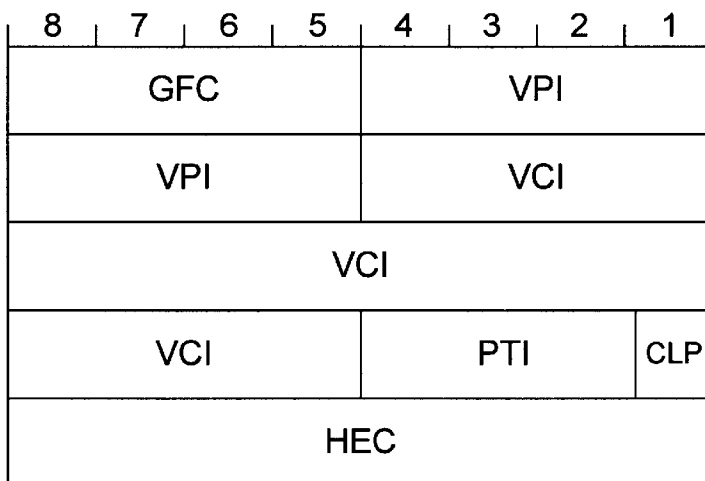 8 7 6 5 4 3 2 1
GFC VPI
VPI VCI
VCI
VCI PTI CLP
HEC